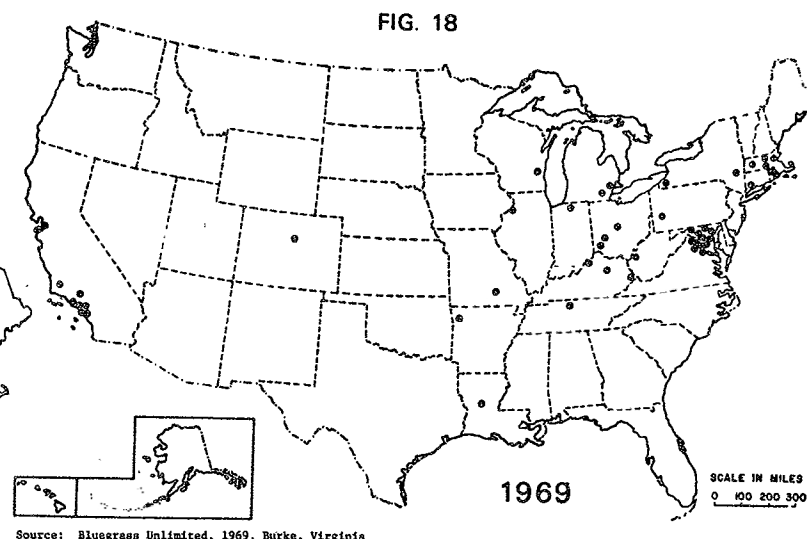 FIG. 18
1969
SCALE IN MILES
0 100 200 300
Source: Bluegrass Unlimited, 1969, Burke, Virginia